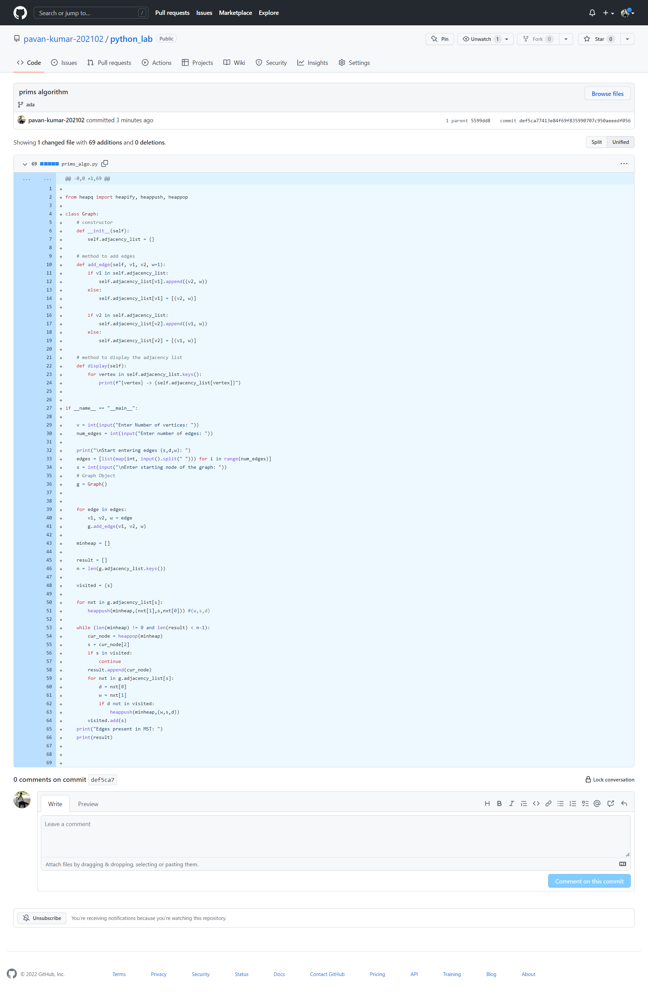 Search or jump to... / Pull requests Issues Marketplace Explore
pavan-kumar-202102 / python_lab Public Pin Unwatch 1 Fork 0 Star 0
Code Issues Pull requests Actions Projects Wiki Security Insights Settings
prims algorithm Browse files
ada
pavan-kumar-202102 committed 3 minutes ago 1 parent 5599dd8 commit def5ca77413e84f69f835990707c950aeeedf056
Showing 1 changed file with 69 additions and 0 deletions. Split Unified
69 prims_algo.py ...
... ... @@ -0,0 +1,69 @@
1 +
2 + from heapq import heapify, heappush, heappop
3 +
4 + class Graph:
5 +     # constructor
6 +     def __init__(self):
7 +         self.adjacency_list = {}
8 +
9 +     # method to add edges
10 +     def add_edge(self, v1, v2, w=1):
11 +         if v1 in self.adjacency_list:
12 +             self.adjacency_list[v1].append((v2, w))
13 +         else:
14 +             self.adjacency_list[v1] = [(v2, w)]
15 +
16 +         if v2 in self.adjacency_list:
17 +             self.adjacency_list[v2].append((v1, w))
18 +         else:
19 +             self.adjacency_list[v2] = [(v1, w)]
20 +
21 +     # method to display the adjacency list
22 +     def display(self):
23 +         for vertex in self.adjacency_list.keys():
24 +             print(f"{vertex} -> {self.adjacency_list[vertex]}")
25 +
26 +
27 + if __name__ == "__main__":
28 +
29 +     v = int(input("Enter Number of vertices: "))
30 +     num_edges = int(input("Enter number of edges: "))
31 +
32 +     print("\nStart entering edges (s,d,w): ")
33 +     edges = [list(map(int, input().split(" "))) for i in range(num_edges)]
34 +     s = int(input("\nEnter starting node of the graph: "))
35 +     # Graph Object
36 +     g = Graph()
37 +
38 +
39 +     for edge in edges:
40 +         v1, v2, w = edge
41 +         g.add_edge(v1, v2, w)
42 +
43 +     minheap = []
44 +
45 +     result = []
46 +     n = len(g.adjacency_list.keys())
47 +
48 +     visited = {s}
49 +
50 +     for nxt in g.adjacency_list[s]:
51 +         heappush(minheap,(nxt[1],s,nxt[0])) #(w,s,d)
52 +
53 +     while (len(minheap) != 0 and len(result) < n-1):
54 +         cur_node = heappop(minheap)
55 +         s = cur_node[2]
56 +         if s in visited:
57 +             continue
58 +         result.append(cur_node)
59 +         for nxt in g.adjacency_list[s]:
60 +             d = nxt[0]
61 +             w = nxt[1]
62 +             if d not in visited:
63 +                 heappush(minheap,(w,s,d))
64 +         visited.add(s)
65 +     print("Edges present in MST: ")
66 +     print(result)
67 +
68 +
69 +
0 comments on commit def5ca7 Lock conversation
Write Preview H B I @
Leave a comment
Attach files by dragging & dropping, selecting or pasting them.
Comment on this commit
Unsubscribe You're receiving notifications because you're watching this repository.
© 2022 GitHub, Inc. Terms Privacy Security Status Docs Contact GitHub Pricing API Training Blog About